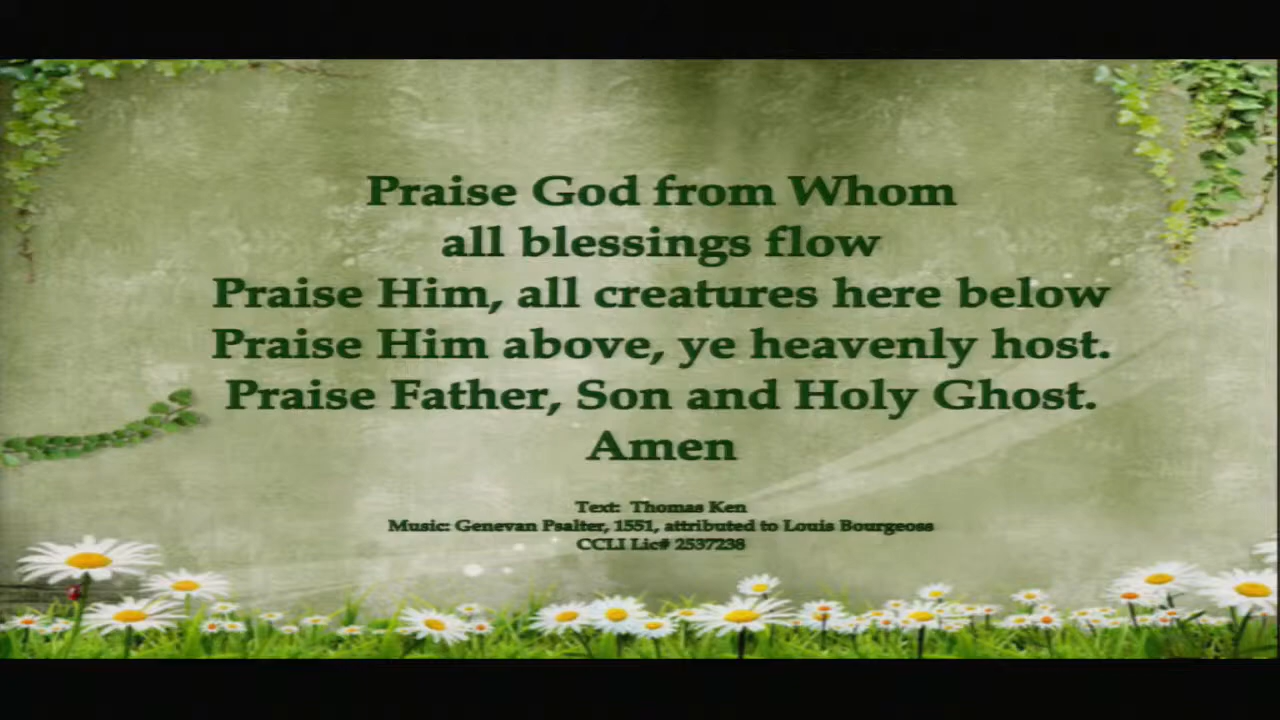 Praise God from Whom
all blessings flow
Praise Him, all creatures here below
Praise Him above, ye heavenly host.
Praise Father, Son and Holy Ghost.
Amen
Text: Thomas Ken
Music: Genevan Psalter, 1551, attributed to Louis Bourgeoss
CCLI Lic# 2537238